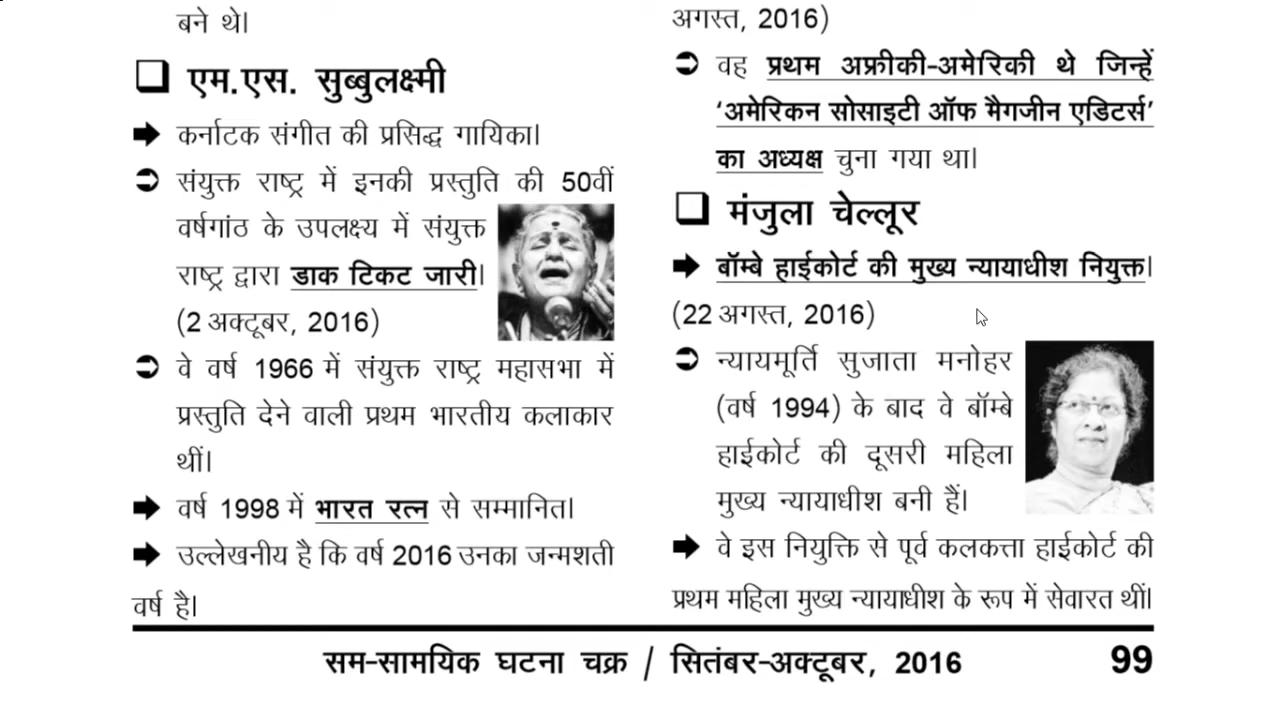 बने थे।
❑ एम.एस. सुब्बुलक्ष्मी
➡ कर्नाटक संगीत की प्रसिद्ध गायिका।
➲ संयुक्त राष्ट्र में इनकी प्रस्तुति की 50वीं
वर्षगांठ के उपलक्ष्य में संयुक्त
राष्ट्र द्वारा डाक टिकट जारी।
(2 अक्टूबर, 2016)
➲ वे वर्ष 1966 में संयुक्त राष्ट्र महासभा में
प्रस्तुति देने वाली प्रथम भारतीय कलाकार
थीं।
➡ वर्ष 1998 में भारत रत्न से सम्मानित।
➡ उल्लेखनीय है कि वर्ष 2016 उनका जन्मशती
वर्ष है।
अगस्त, 2016)
➲ वह प्रथम अफ्रीकी-अमेरिकी थे जिन्हें
‘अमेरिकन सोसाइटी ऑफ मैगजीन एडिटर्स’
का अध्यक्ष चुना गया था।
❑ मंजुला चेल्लूर
➡ बॉम्बे हाईकोर्ट की मुख्य न्यायाधीश नियुक्त।
(22 अगस्त, 2016)
➲ न्यायमूर्ति सुजाता मनोहर
(वर्ष 1994) के बाद वे बॉम्बे
हाईकोर्ट की दूसरी महिला
मुख्य न्यायाधीश बनी हैं।
➡ वे इस नियुक्ति से पूर्व कलकत्ता हाईकोर्ट की
प्रथम महिला मुख्य न्यायाधीश के रूप में सेवारत थीं।
सम-सामयिक घटना चक्र / सितंबर-अक्टूबर, 2016 99